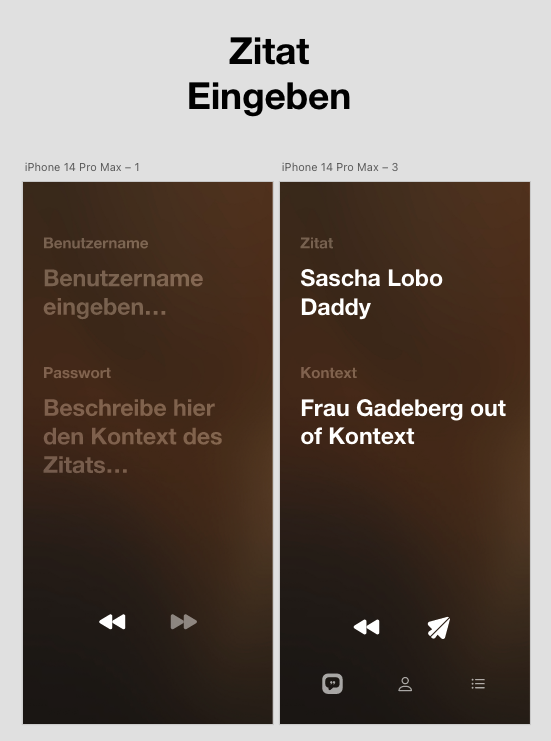 Zitat
Eingeben
iPhone 14 Pro Max – 1
Benutzername
Benutzername
eingeben...
Passwort
Beschreibe hier
den Kontext des
Zitats...
iPhone 14 Pro Max – 3
Zitat
Sascha Lobo
Daddy
Kontext
Frau Gadeberg out
of Kontext